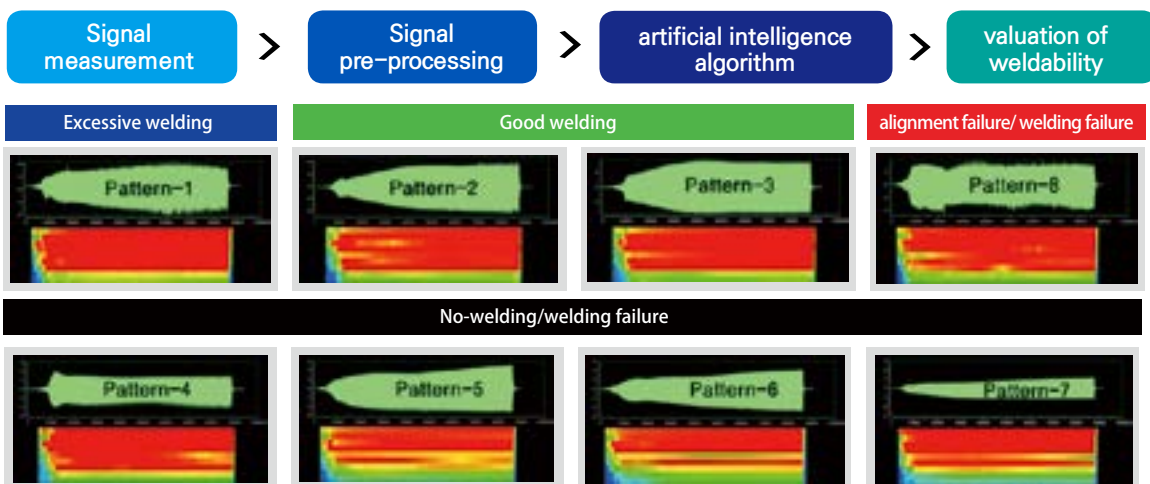 Signal
measurement
>
Signal
pre-processing
>
artificial intelligence
algorithm
>
valuation of
weldability
Excessive welding
Good welding
alignment failure/ welding failure
Pattern-1
Pattern-2
Pattern-3
Pattern-8
No-welding/welding failure
Pattern-4
Pattern-5
Pattern-6
Pattern-7